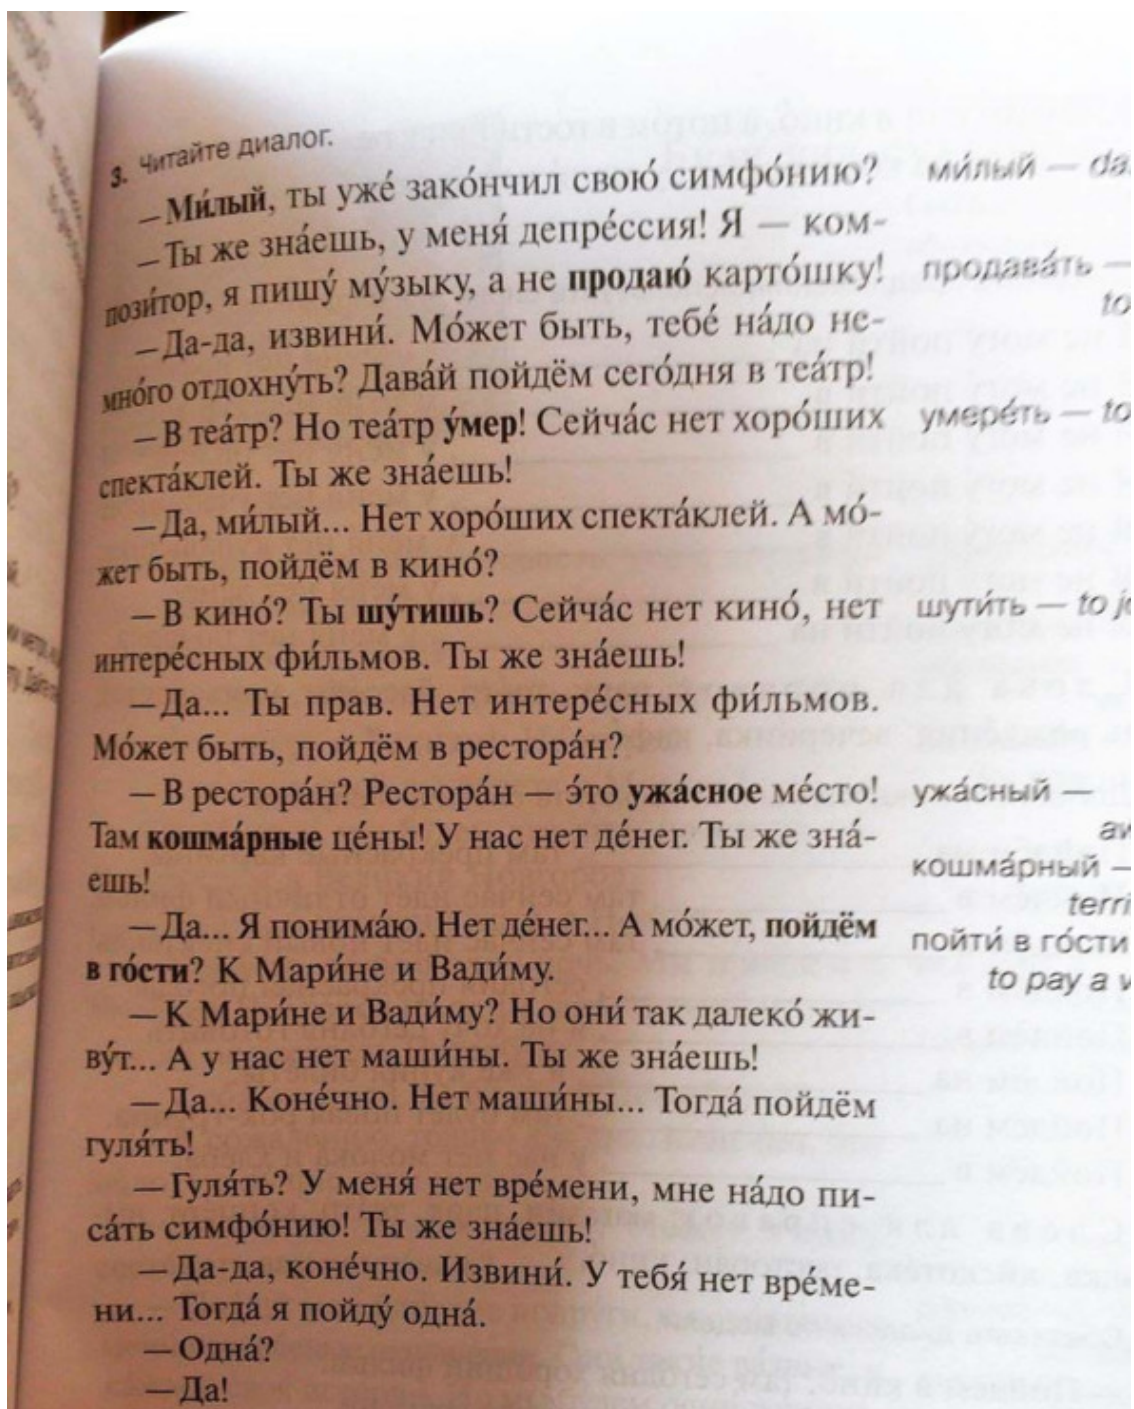 3. Читайте диалог.
— Ми́лый, ты уже́ зако́нчил свою́ симфо́нию?
— Ты же зна́ешь, у меня́ депре́ссия! Я — ком-
пози́тор, я пишу́ му́зыку, а не продаю́ карто́шку!
— Да-да, извини́. Мо́жет быть, тебе́ на́до не-
мно́го отдохну́ть? Дава́й пойдём сего́дня в теа́тр!
— В теа́тр? Но теа́тр у́мер! Сейча́с нет хоро́ших
спекта́клей. Ты же зна́ешь!
— Да, ми́лый... Нет хоро́ших спекта́клей. А мо́-
жет быть, пойдём в кино́?
— В кино́? Ты шу́тишь? Сейча́с нет кино́, нет
интере́сных фи́льмов. Ты же зна́ешь!
— Да... Ты прав. Нет интере́сных фи́льмов.
Мо́жет быть, пойдём в рестора́н?
— В рестора́н? Рестора́н — э́то ужа́сное ме́сто!
Там кошма́рные це́ны! У нас нет де́нег. Ты же зна́-
ешь!
— Да... Я понима́ю. Нет де́нег... А мо́жет, пойдём
в го́сти? К Мари́не и Вади́му.
— К Мари́не и Вади́му? Но они́ так далеко́ жи-
ву́т... А у нас нет маши́ны. Ты же зна́ешь!
— Да... Коне́чно. Нет маши́ны... Тогда́ пойдём
гуля́ть!
— Гуля́ть? У меня́ нет вре́мени, мне на́до пи-
са́ть симфо́нию! Ты же зна́ешь!
— Да-да, коне́чно. Извини́. У тебя́ нет вре́ме-
ни... Тогда́ я пойду́ одна́.
— Одна́?
— Да!
ми́лый —
продава́ть —
to
умере́ть — to
шути́ть — to
ужа́сный —
кошма́рный —
пойти́ в го́сти
to pay a